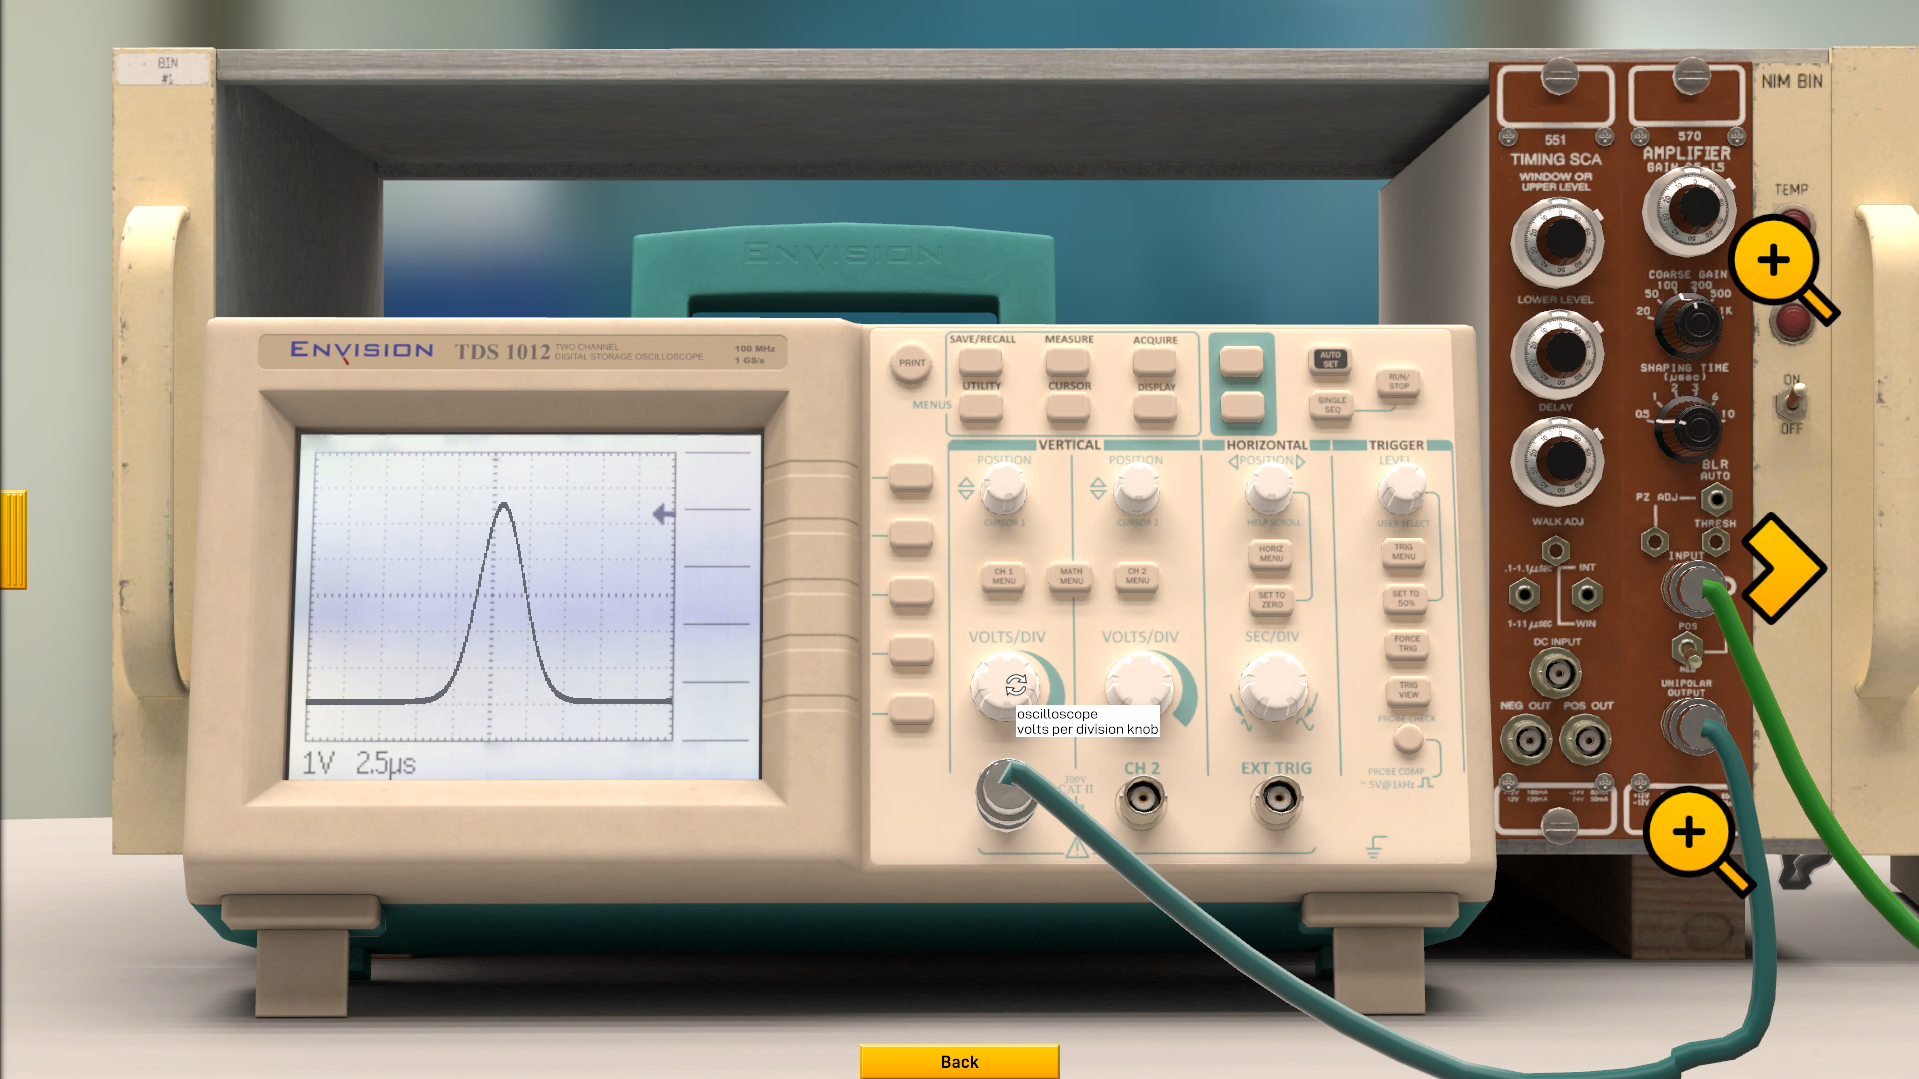 BIN
#1
NIM BIN
551
TIMING SCA
WINDOW OR
UPPER LEVEL
LOWER LEVEL
DELAY
WALK ADJ
.1-1.1µSEC
INT
1-11 µSEC
WIN
DC INPUT
NEG OUT
POS OUT
570
AMPLIFIER
COARSE GAIN
100 200
50 500
20 1K
SHAPING TIME
(µsec)
2 3
1 6
0.5 10
BLR
AUTO
PZ ADJ
THRESH
INPUT
POS
UNIPOLAR
OUTPUT
TEMP
ON
OFF
ENVISION
ENVISION
TDS 1012
TWO CHANNEL
DIGITAL STORAGE OSCILLOSCOPE
100 MHz
1 GS/s
1V 2.5µs
PRINT
SAVE/RECALL
MEASURE
ACQUIRE
UTILITY
CURSOR
DISPLAY
MENUS
AUTO
SET
SINGLE
SEQ
RUN/
STOP
VERTICAL
HORIZONTAL
TRIGGER
POSITION
POSITION
POSITION
LEVEL
CURSOR 1
CURSOR 2
HELP SCROLL
USER SELECT
CH 1
MENU
MATH
MENU
CH 2
MENU
HORIZ
MENU
SET TO
ZERO
TRIG
MENU
SET TO
50%
FORCE
TRIG
TRIG
VIEW
VOLTS/DIV
VOLTS/DIV
SEC/DIV
oscilloscope
volts per division knob
PROBE CHECK
300V
CAT II
CH 2
EXT TRIG
PROBE COMP
~5V@1kHz
Back